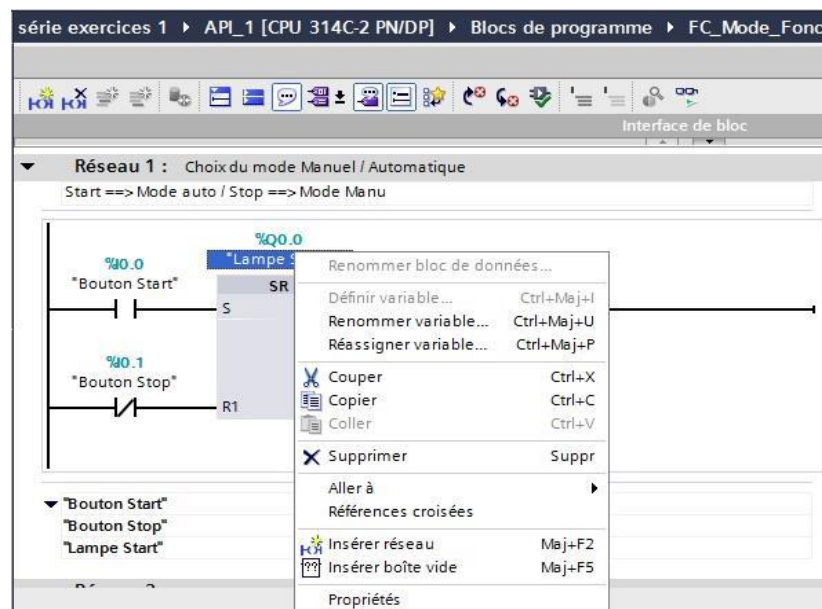 série exercices 1 ▸ API_1 [CPU 314C-2 PN/DP] ▸ Blocs de programme ▸ FC_Mode_Fonc
Interface de bloc
Réseau 1 : Choix du mode Manuel / Automatique
Start ==> Mode auto / Stop ==> Mode Manu
%Q0.0
"Lampe S
%I0.0
"Bouton Start"
SR
S
%I0.1
"Bouton Stop"
R1
Renommer bloc de données...
Définir variable... Ctrl+Maj+I
Renommer variable... Ctrl+Maj+U
Réassigner variable... Ctrl+Maj+P
Couper Ctrl+X
Copier Ctrl+C
Coller Ctrl+V
Supprimer Suppr
Aller à
Références croisées
Insérer réseau Maj+F2
Insérer boîte vide Maj+F5
Propriétés
"Bouton Start"
"Bouton Stop"
"Lampe Start"